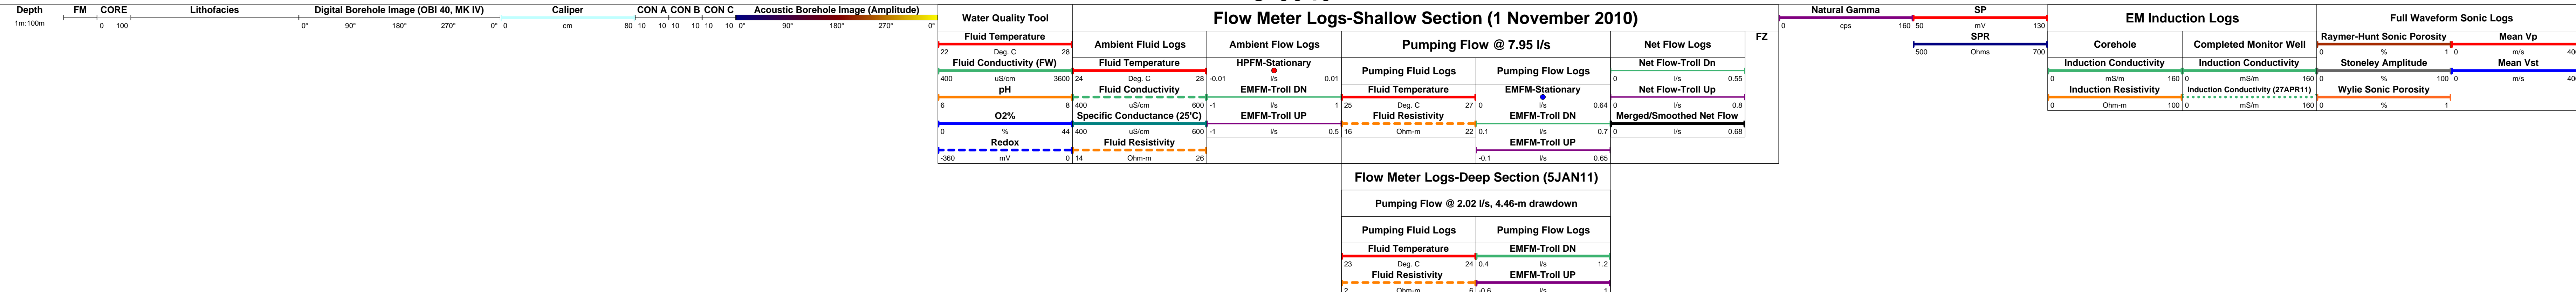 Depth
1m:100m
FM
CORE
0 100
Lithofacies
Digital Borehole Image (OBI 40, MK IV)
0° 90° 180° 270° 0°
Caliper
0 cm 80
CON A CON B CON C
10 10 10 10 10 10
Acoustic Borehole Image (Amplitude)
0° 90° 180° 270° 0°
Water Quality Tool
Fluid Temperature
22 Deg. C 28
Fluid Conductivity (FW)
400 uS/cm 3600
pH
6 8
O2%
0 % 44
Redox
-360 mV 0
Flow Meter Logs-Shallow Section (1 November 2010)
Ambient Fluid Logs
Fluid Temperature
24 Deg. C 28
Fluid Conductivity
400 uS/cm 600
Specific Conductance (25'C)
400 uS/cm 600
Fluid Resistivity
14 Ohm-m 26
Ambient Flow Logs
HPFM-Stationary
-0.01 l/s 0.01
EMFM-Troll DN
-1 l/s 1
EMFM-Troll UP
-1 l/s 0.5
Pumping Flow @ 7.95 l/s
Pumping Fluid Logs
Fluid Temperature
25 Deg. C 27
Fluid Resistivity
16 Ohm-m 22
Pumping Flow Logs
EMFM-Stationary
0 l/s 0.64
EMFM-Troll DN
0.1 l/s 0.7
EMFM-Troll UP
-0.1 l/s 0.65
Net Flow Logs
Net Flow-Troll Dn
0 l/s 0.55
Net Flow-Troll Up
0 l/s 0.8
Merged/Smoothed Net Flow
0 l/s 0.68
FZ
Flow Meter Logs-Deep Section (5JAN11)
Pumping Flow @ 2.02 l/s, 4.46-m drawdown
Pumping Fluid Logs
Fluid Temperature
23 Deg. C 24
Fluid Resistivity
2 Ohm-m 6
Pumping Flow Logs
EMFM-Troll DN
0.4 l/s 1.2
EMFM-Troll UP
-0.6 l/s 1
Natural Gamma
0 cps 160
SP
50 mV 130
SPR
500 Ohms 700
EM Induction Logs
Corehole
Induction Conductivity
0 mS/m 160
Induction Resistivity
0 Ohm-m 100
Completed Monitor Well
Induction Conductivity
0 mS/m 160
Induction Conductivity (27APR11)
0 mS/m 160
Full Waveform Sonic Logs
Raymer-Hunt Sonic Porosity
0 % 1
Stoneley Amplitude
0 % 100
Wylie Sonic Porosity
0 % 1
Mean Vp
0 m/s
Mean Vst
0 m/s